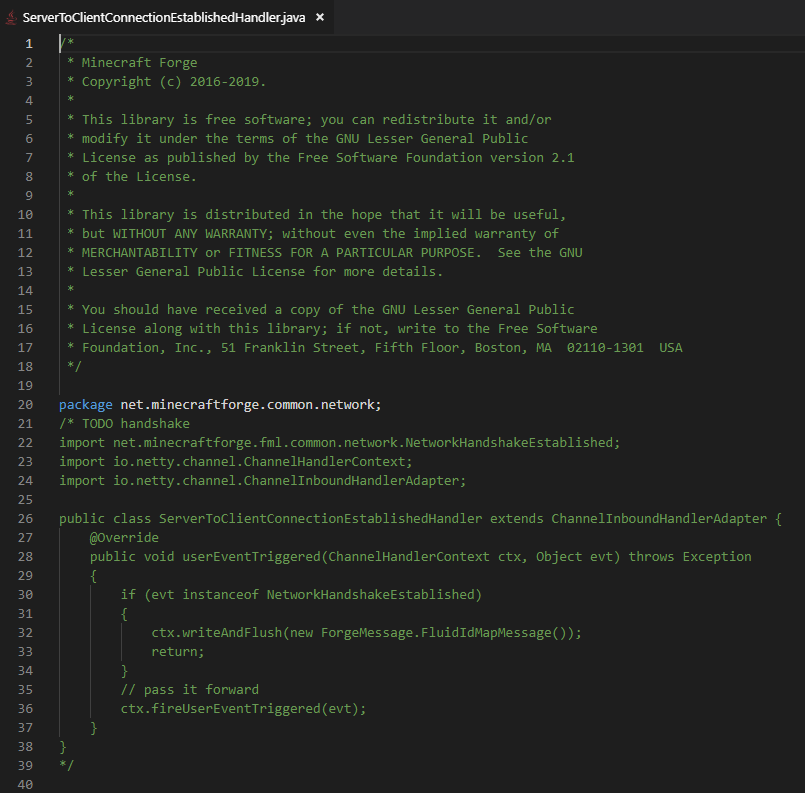 ServerToClientConnectionEstablishedHandler.java ×
1 /*
2  * Minecraft Forge
3  * Copyright (c) 2016-2019.
4  *
5  * This library is free software; you can redistribute it and/or
6  * modify it under the terms of the GNU Lesser General Public
7  * License as published by the Free Software Foundation version 2.1
8  * of the License.
9  *
10  * This library is distributed in the hope that it will be useful,
11  * but WITHOUT ANY WARRANTY; without even the implied warranty of
12  * MERCHANTABILITY or FITNESS FOR A PARTICULAR PURPOSE.  See the GNU
13  * Lesser General Public License for more details.
14  *
15  * You should have received a copy of the GNU Lesser General Public
16  * License along with this library; if not, write to the Free Software
17  * Foundation, Inc., 51 Franklin Street, Fifth Floor, Boston, MA  02110-1301  USA
18  */
19
20 package net.minecraftforge.common.network;
21 /* TODO handshake
22 import net.minecraftforge.fml.common.network.NetworkHandshakeEstablished;
23 import io.netty.channel.ChannelHandlerContext;
24 import io.netty.channel.ChannelInboundHandlerAdapter;
25
26 public class ServerToClientConnectionEstablishedHandler extends ChannelInboundHandlerAdapter {
27     @Override
28     public void userEventTriggered(ChannelHandlerContext ctx, Object evt) throws Exception
29     {
30         if (evt instanceof NetworkHandshakeEstablished)
31         {
32             ctx.writeAndFlush(new ForgeMessage.FluidIdMapMessage());
33             return;
34         }
35         // pass it forward
36         ctx.fireUserEventTriggered(evt);
37     }
38 }
39 */
40